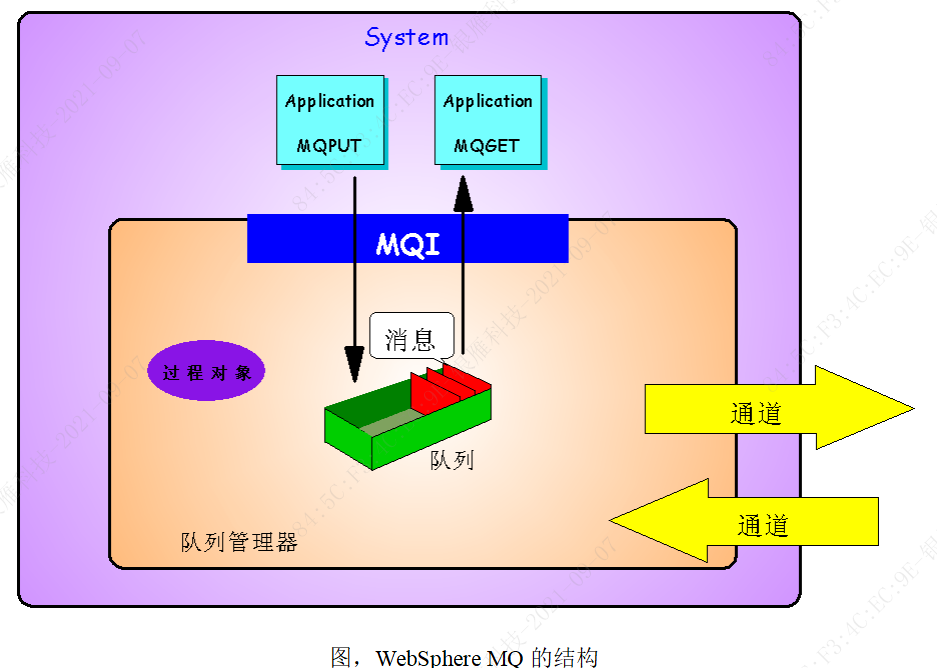 System
Application
MQPUT
Application
MQGET
MQI
消息
过程对象
队列
通道
通道
队列管理器
图，WebSphere MQ 的结构